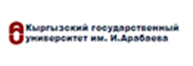 Кыргызский государственный
университет им. И.Арабаева